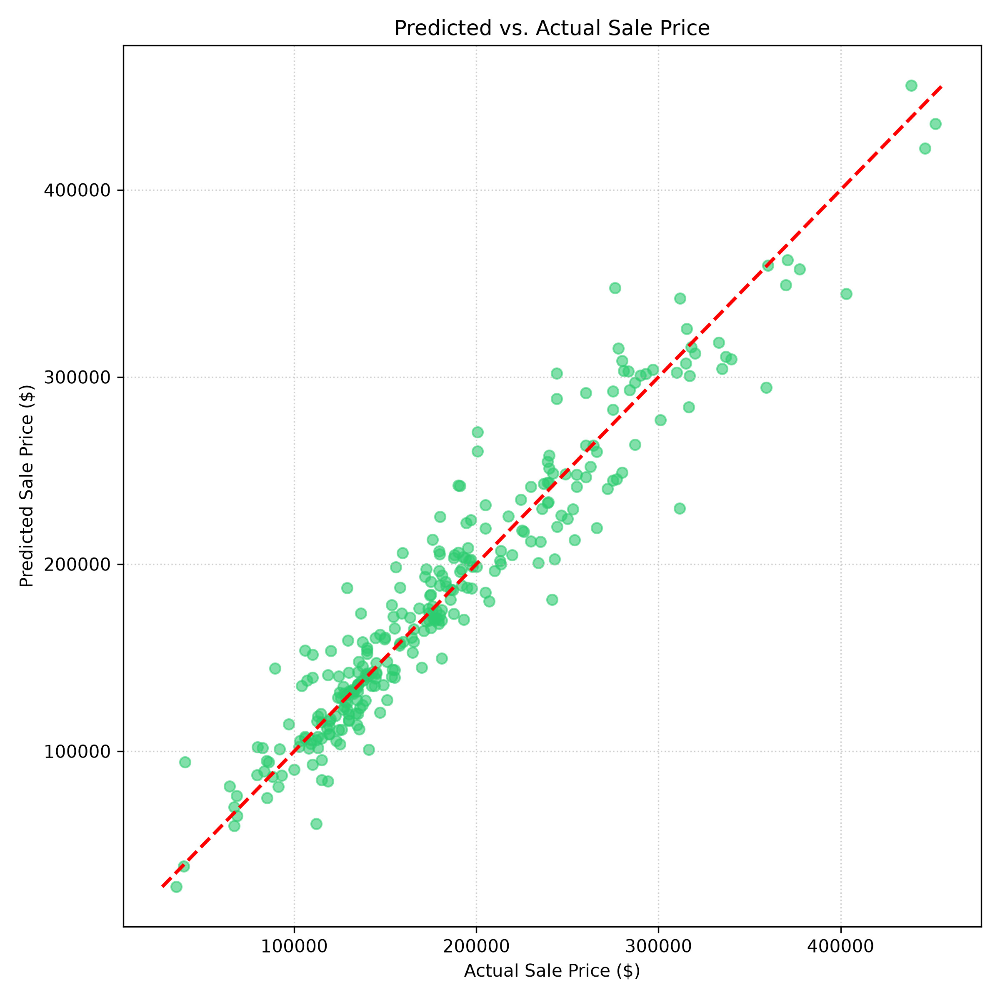 Predicted vs. Actual Sale Price
Predicted Sale Price ($)
400000
300000
200000
100000
100000 200000 300000 400000
Actual Sale Price ($)